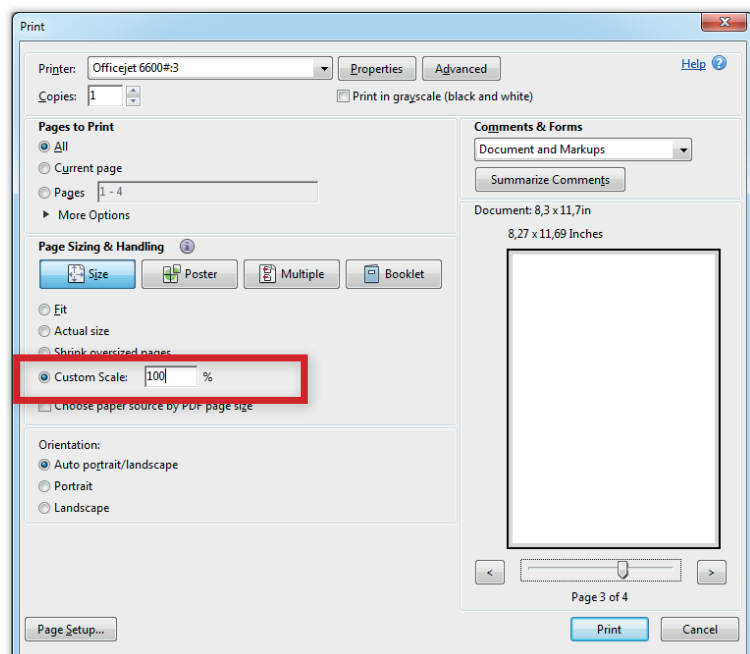 Print
Printer: Officejet 6600#:3 Properties Advanced Help
Copies: 1 Print in grayscale (black and white)
Pages to Print
All
Current page
Pages 1 - 4
More Options
Comments & Forms
Document and Markups
Summarize Comments
Document: 8,3 x 11,7in
8,27 x 11,69 Inches
Page Sizing & Handling
Size Poster Multiple Booklet
Fit
Actual size
Shrink oversized pages
Custom Scale: 100 %
Choose paper source by PDF page size
Orientation:
Auto portrait/landscape
Portrait
Landscape
< >
Page 3 of 4
Page Setup... Print Cancel